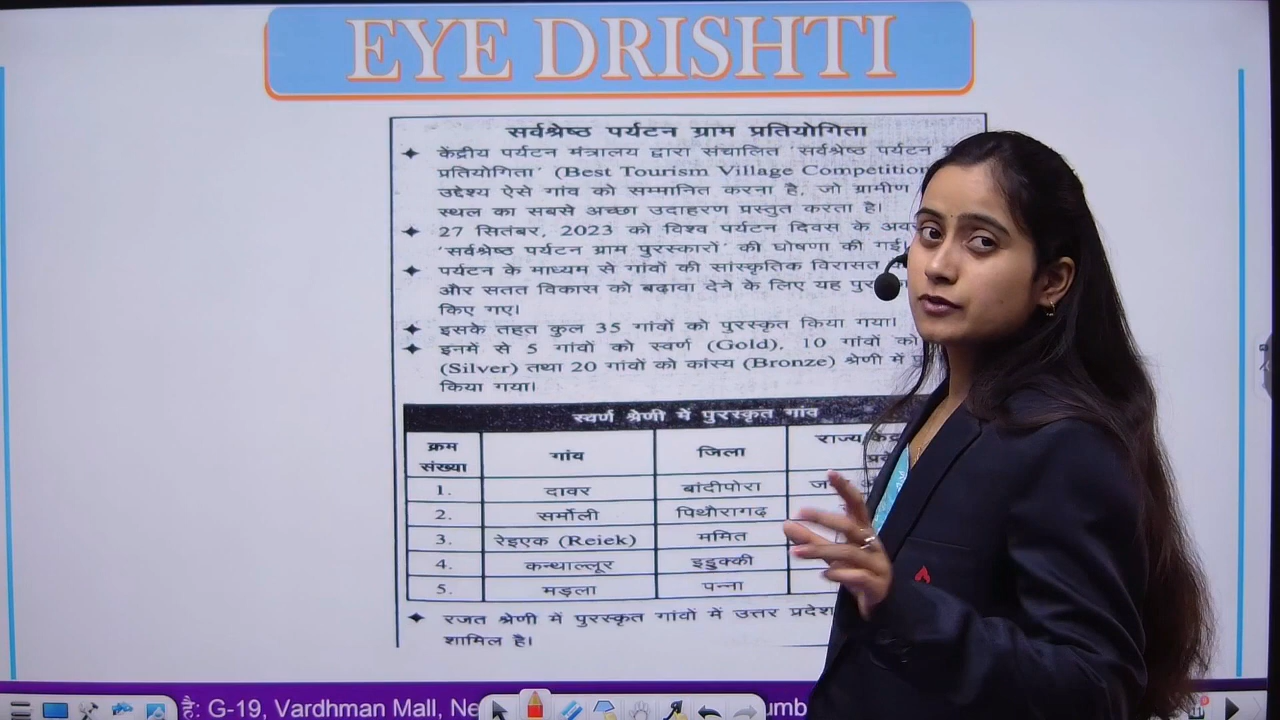 EYE DRISHTI
सर्वश्रेष्ठ पर्यटन ग्राम प्रतियोगिता
✦ केंद्रीय पर्यटन मंत्रालय द्वारा संचालित 'सर्वश्रेष्ठ पर्यटन
प्रतियोगिता' (Best Tourism Village Competition
उद्देश्य ऐसे गांव को सम्मानित करना है, जो ग्रामीण
स्थल का सबसे अच्छा उदाहरण प्रस्तुत करता है।
✦ 27 सितंबर, 2023 को विश्व पर्यटन दिवस के
'सर्वश्रेष्ठ पर्यटन ग्राम पुरस्कारों' की घोषणा की गई।
✦ पर्यटन के माध्यम से गांवों की सांस्कृतिक विरासत
और सतत विकास को बढ़ावा देने के लिए यह
किए गए।
✦ इसके तहत कुल 35 गांवों को पुरस्कृत किया गया।
✦ इनमें से 5 गांवों को स्वर्ण (Gold), 10 गांवों को
(Silver) तथा 20 गांवों को कांस्य (Bronze) श्रेणी में
किया गया।
स्वर्ण श्रेणी में पुरस्कृत गांव
क्रम संख्या गांव जिला राज्य
1. दावर बांदीपोरा
2. सर्मोली पिथौरागढ़
3. रेइएक (Reiek) ममित
4. कन्थाल्लूर इडुक्की
5. मड़ला पन्ना
✦ रजत श्रेणी में पुरस्कृत गांवों में उत्तर प्रदेश
शामिल है।
है: G-19, Vardhman Mall,